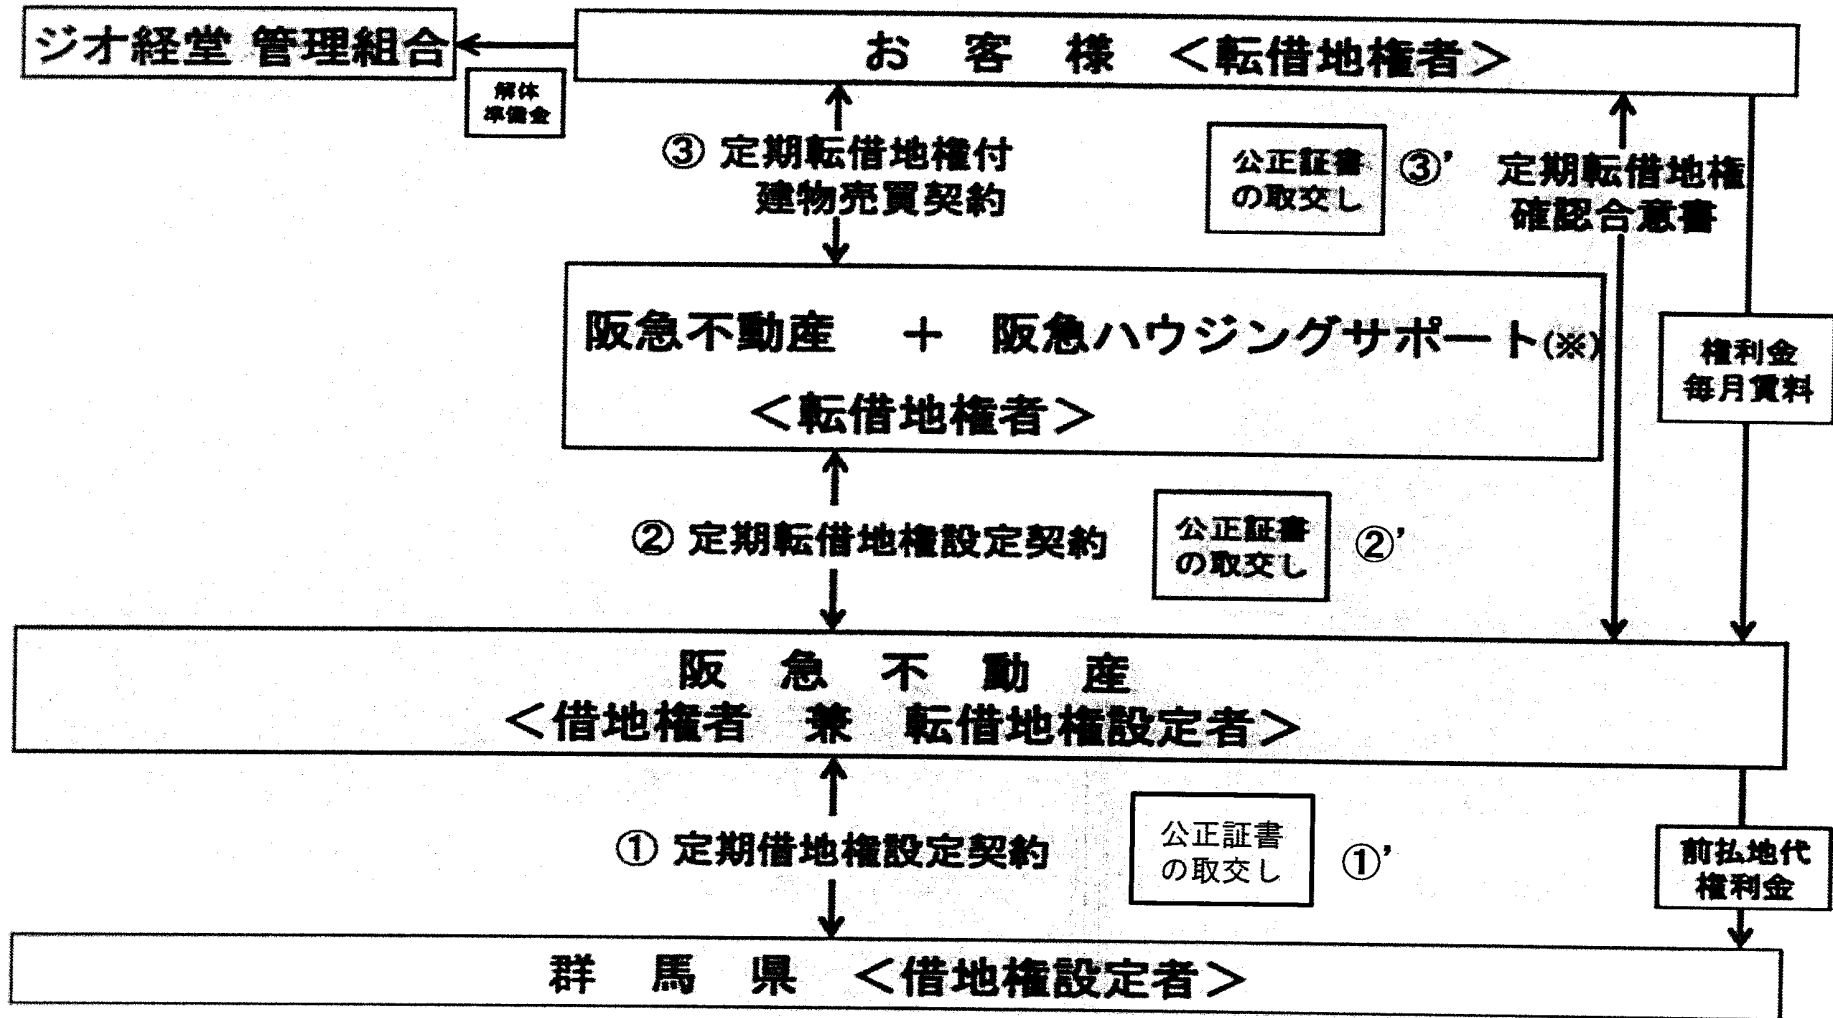 ジオ経堂 管理組合
お 客 様 ＜転借地権者＞
解体
準備金
③ 定期転借地権付
建物売買契約
公正証書
の取交し
③’
定期転借地権
確認合意書
阪急不動産 ＋ 阪急ハウジングサポート(※)
＜転借地権者＞
権利金
毎月賃料
② 定期転借地権設定契約
公正証書
の取交し
②’
阪 急 不 動 産
＜借地権者 兼 転借地権設定者＞
① 定期借地権設定契約
公正証書
の取交し
①’
前払地代
権利金
群 馬 県 ＜借地権設定者＞